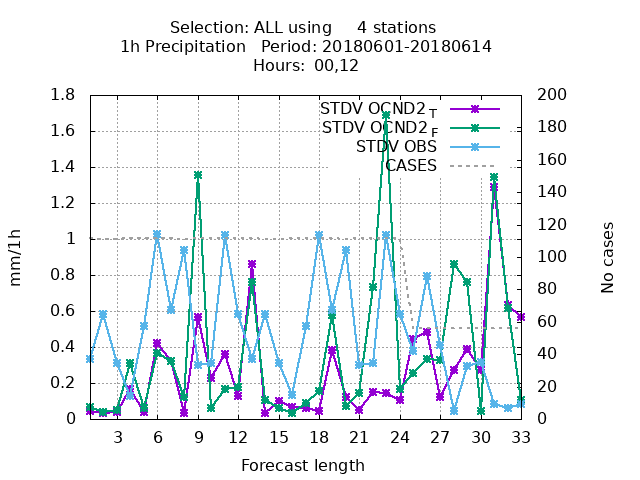 Selection: ALL using 4 stations
1h Precipitation Period: 20180601-20180614
Hours: 00,12
STDV OCND2 T
STDV OCND2 F
STDV OBS
CASES
1.8
1.6
1.4
1.2
1
0.8
0.6
0.4
0.2
0
mm/1h
200
180
160
140
120
100
80
60
40
20
0
No cases
3 6 9 12 15 18 21 24 27 30 33
Forecast length